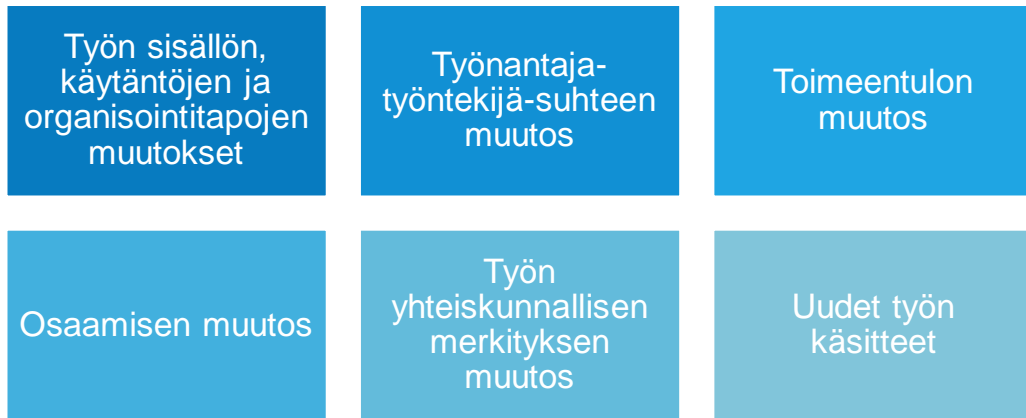 Työn sisällön,
käytäntöjen ja
organisointitapojen
muutokset
Työnantaja-
työntekijä-suhteen
muutos
Toimeentulon
muutos
Osaamisen muutos
Työn
yhteiskunnallisen
merkityksen
muutos
Uudet työn
käsitteet